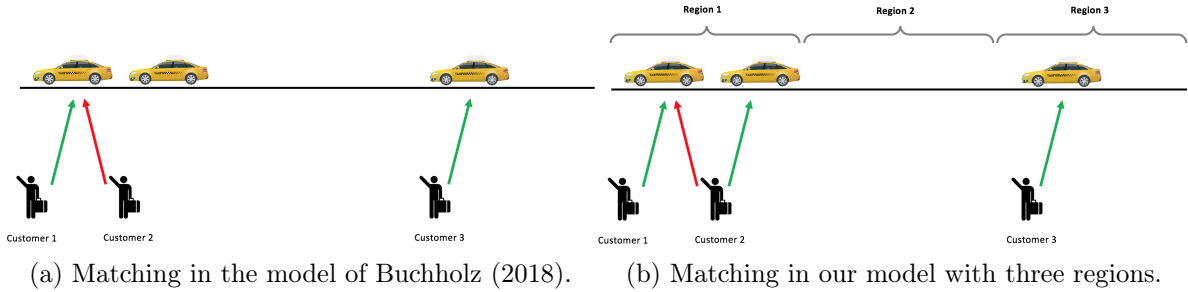 Region 1
Region 2
Region 3
Customer 1
Customer 2
Customer 3
Customer 1
Customer 2
Customer 3
(a) Matching in the model of Buchholz (2018).
(b) Matching in our model with three regions.